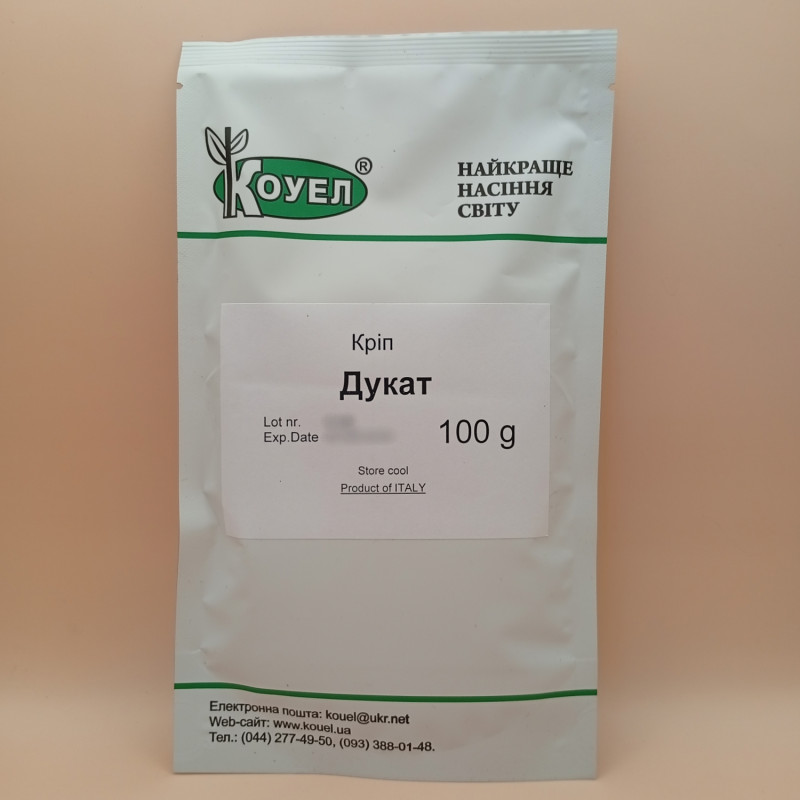 КОУЕЛ®
НАЙКРАЩЕ
НАСІННЯ
СВІТУ
Кріп
Дукат
Lot nr.
Exp.Date
100 g
Store cool
Product of ITALY
Електронна пошта: kouel@ukr.net
Web-сайт: www.kouel.ua
Тел.: (044) 277-49-50, (093) 388-01-48.